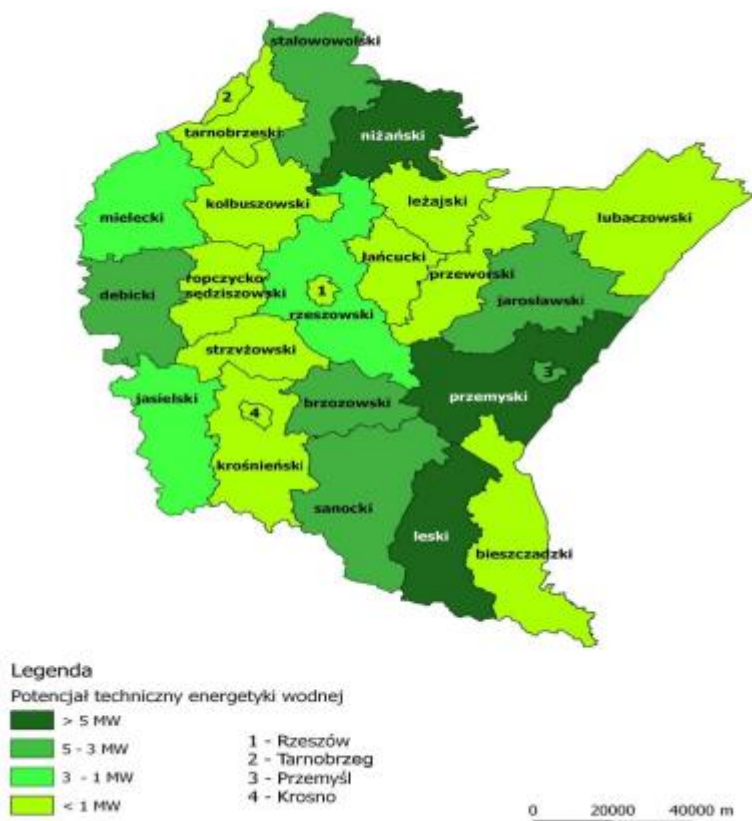 stalowowolski
2
tarnobrzeski
niżański
mielecki
kolbuszowski
leżajski
lubaczowski
debicki
ropczycko
sędziszowski
1
rzeszowski
łańcucki
przeworski
jarosławski
strzyżowski
jasielski
4
krośnieński
brzozowski
przemyski
3
sanocki
leski
bieszczadzki
Legenda
Potencjał techniczny energetyki wodnej
> 5 MW
5 - 3 MW
3 - 1 MW
< 1 MW
1 - Rzeszów
2 - Tarnobrzeg
3 - Przemyśl
4 - Krosno
0 20000 40000 m